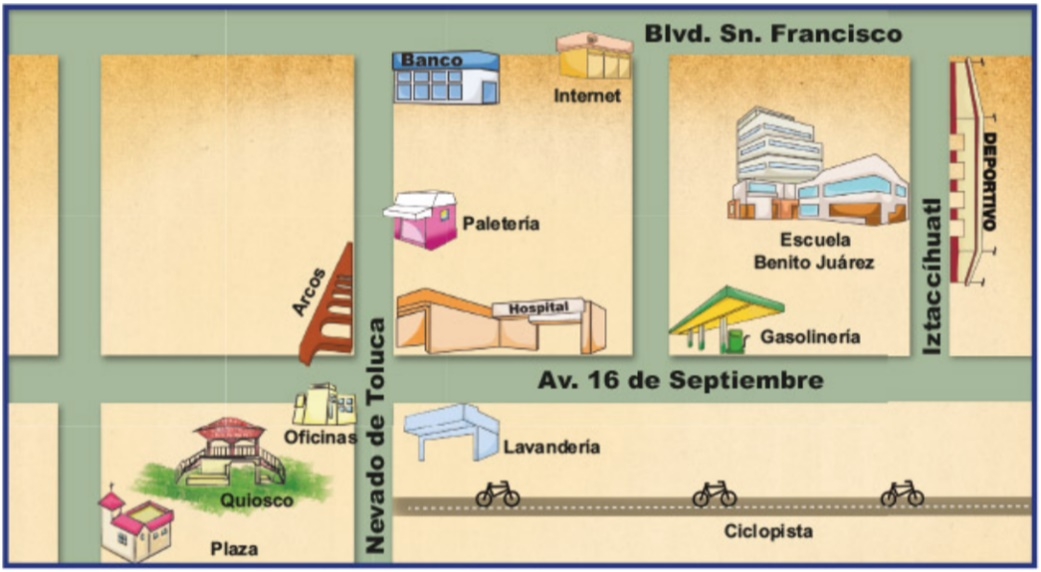 Blvd. Sn. Francisco
Banco
Internet
DEPORTIVO
Paletería
Escuela
Benito Juárez
Iztaccíhuatl
Arcos
Hospital
Gasolinería
Nevado de Toluca
Av. 16 de Septiembre
Oficinas
Lavandería
Quiosco
Ciclopista
Plaza